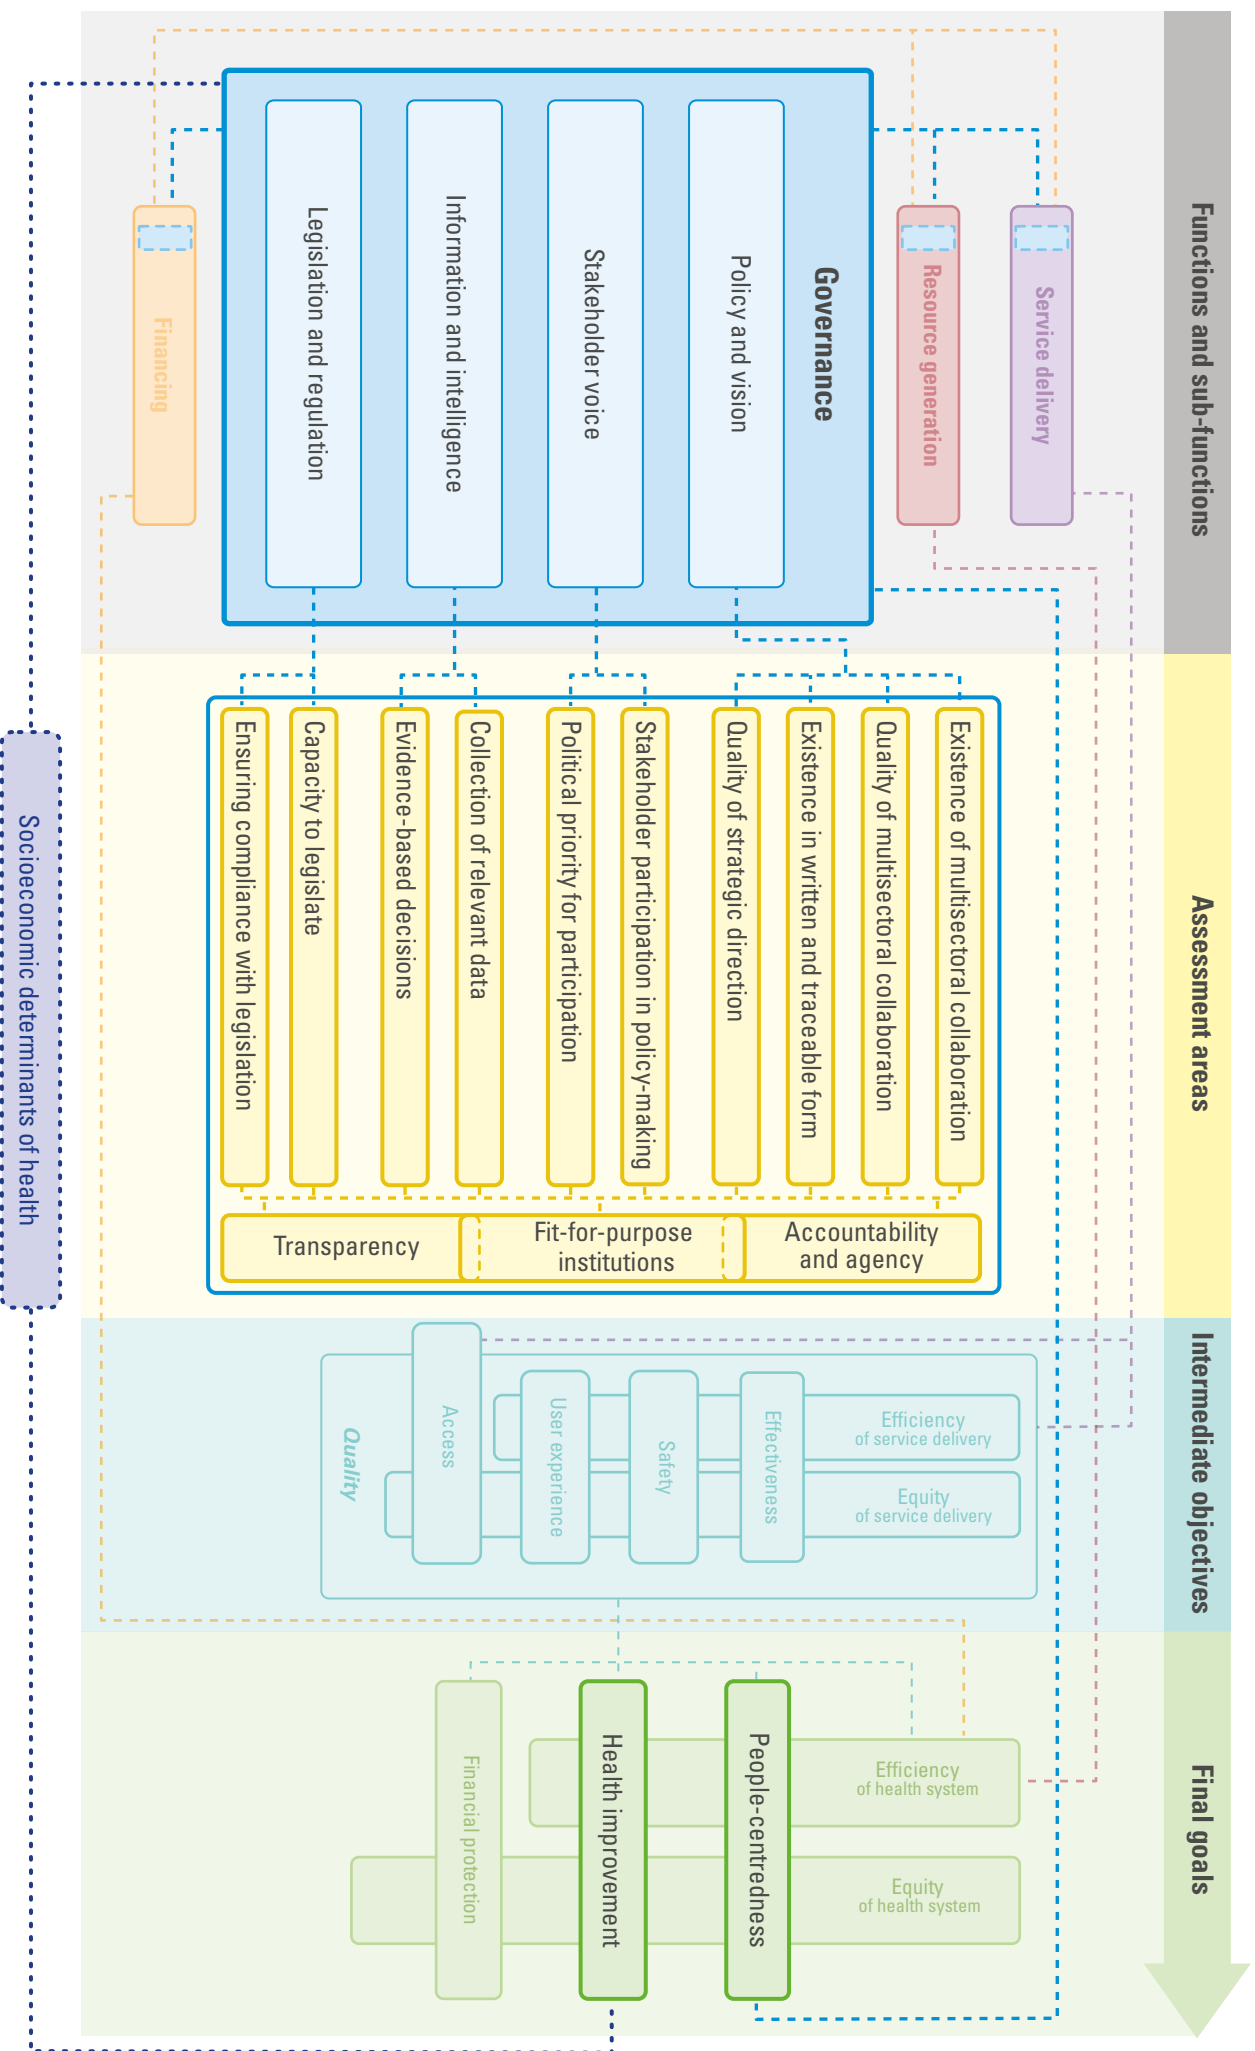 Functions and sub-functions
Service delivery
Resource generation
Governance
Policy and vision
Stakeholder voice
Information and intelligence
Legislation and regulation
Financing
Assessment areas
Existence of multisectoral collaboration
Quality of multisectoral collaboration
Existence in written and traceable form
Quality of strategic direction
Stakeholder participation in policy-making
Political priority for participation
Collection of relevant data
Evidence-based decisions
Capacity to legislate
Ensuring compliance with legislation
Transparency
Fit-for-purpose
institutions
Accountability
and agency
Socioeconomic determinants of health
Intermediate objectives
Efficiency
of service delivery
Equity
of service delivery
Effectiveness
Safety
User experience
Access
Quality
Final goals
Efficiency
of health system
Equity
of health system
People-centredness
Health improvement
Financial protection